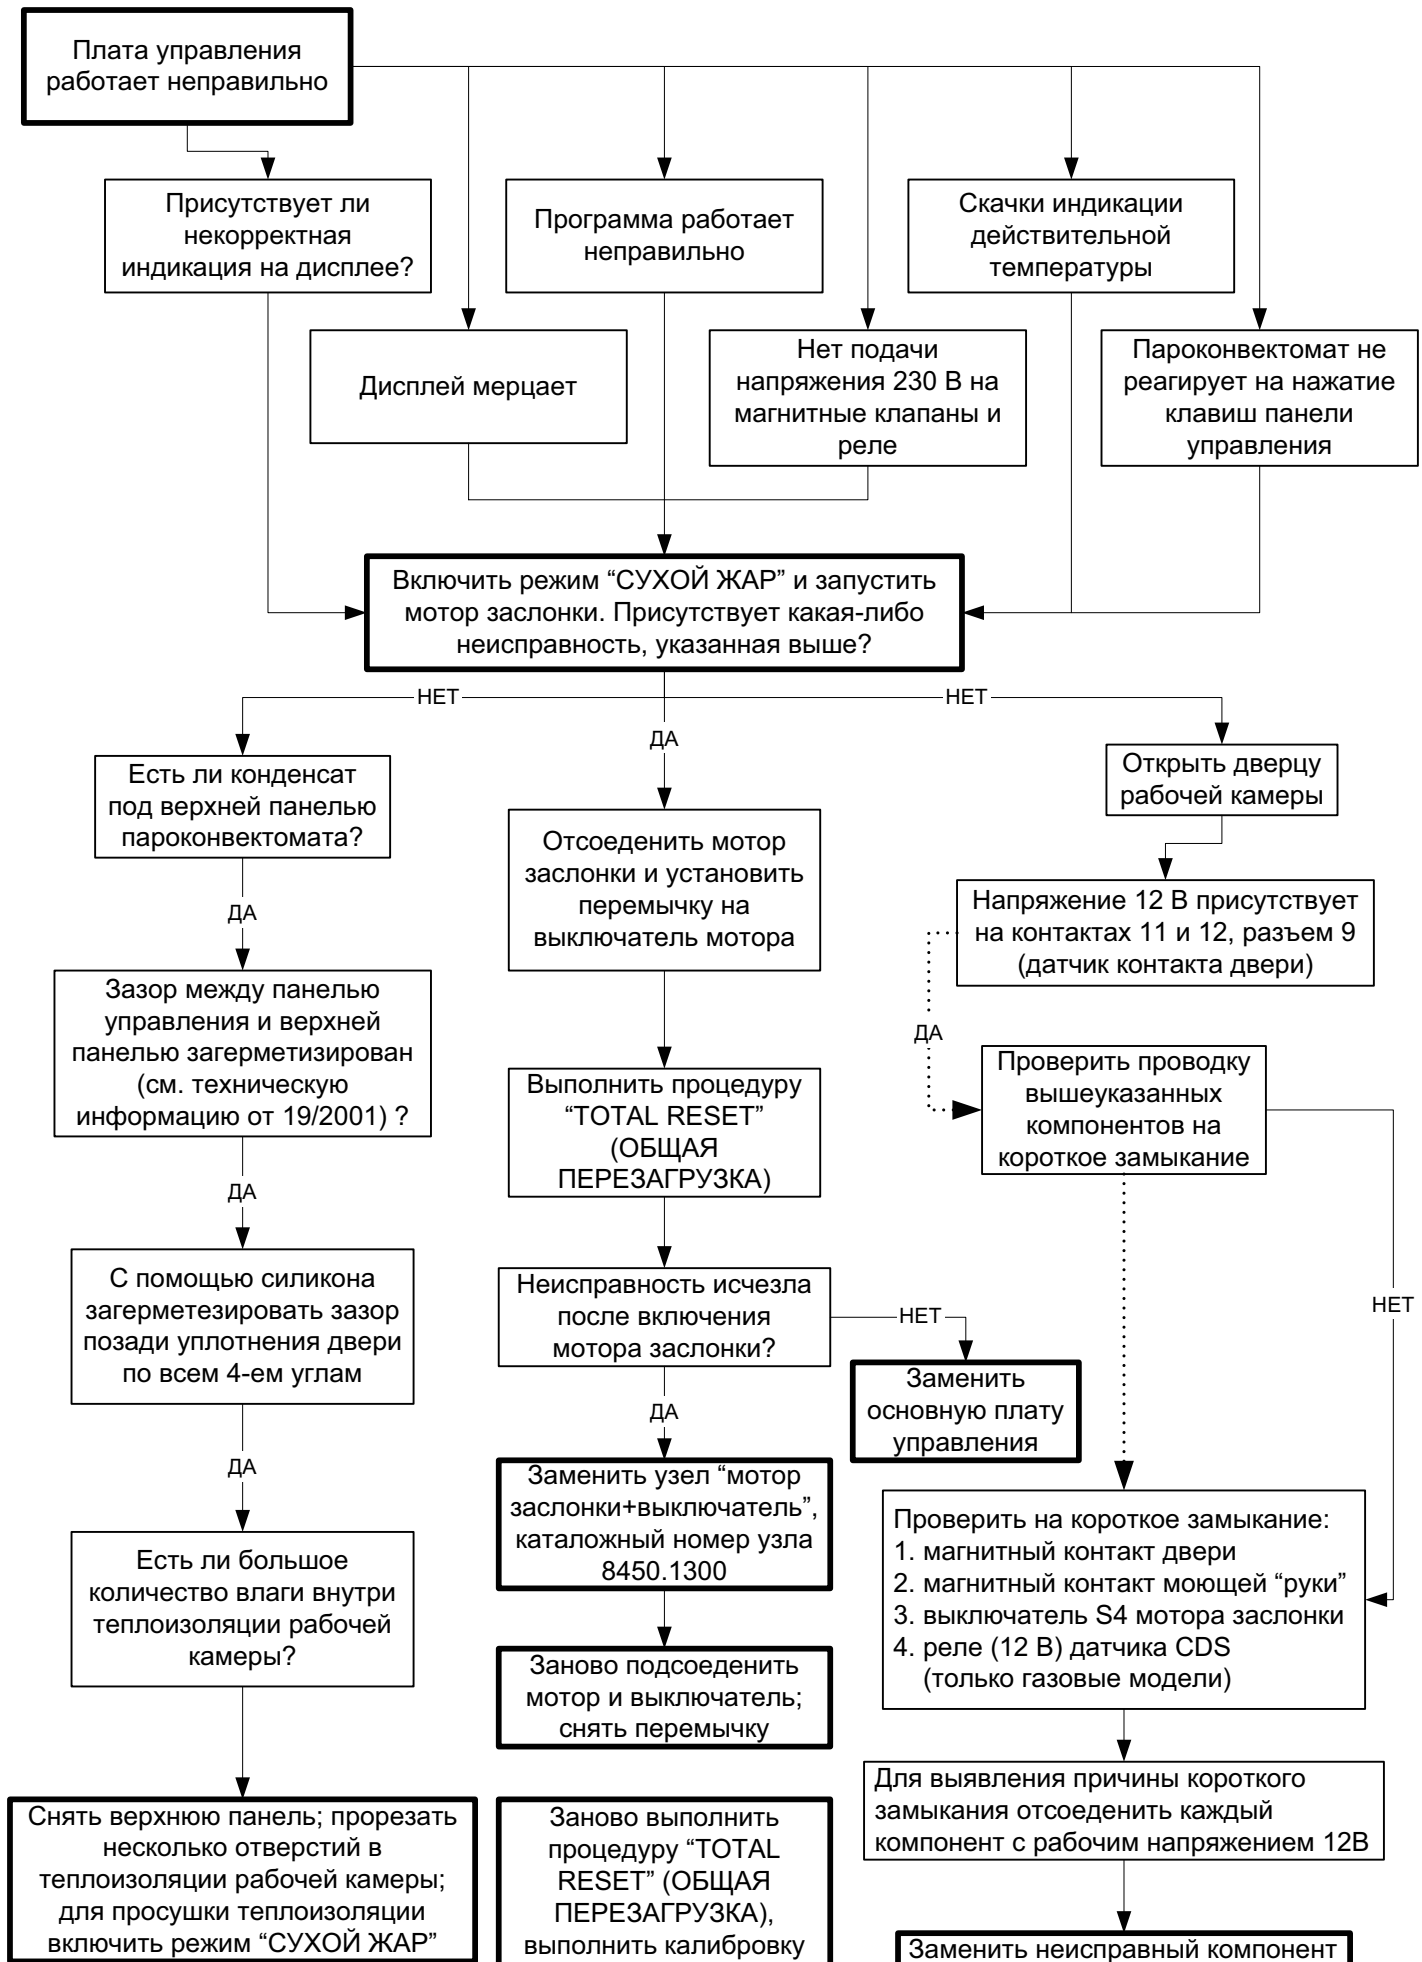 Плата управления
работает неправильно
Присутствует ли
некорректная
индикация на дисплее?
Программа работает
неправильно
Скачки индикации
действительной
температуры
Дисплей мерцает
Нет подачи
напряжения 230 В на
магнитные клапаны и
реле
Пароконвектомат не
реагирует на нажатие
клавиш панели
управления
Включить режим “СУХОЙ ЖАР” и запустить
мотор заслонки. Присутствует какая-либо
неисправность, указанная выше?
НЕТ
ДА
НЕТ
Есть ли конденсат
под верхней панелью
пароконвектомата?
ДА
Зазор между панелью
управления и верхней
панелью загерметизирован
(см. техническую
информацию от 19/2001) ?
ДА
С помощью силикона
загерметезировать зазор
позади уплотнения двери
по всем 4-ем углам
ДА
Есть ли большое
количество влаги внутри
теплоизоляции рабочей
камеры?
Снять верхнюю панель; прорезать
несколько отверстий в
теплоизоляции рабочей камеры;
для просушки теплоизоляции
включить режим “СУХОЙ ЖАР”
Отсоеденить мотор
заслонки и установить
перемычку на
выключатель мотора
Выполнить процедуру
“TOTAL RESET”
(ОБЩАЯ
ПЕРЕЗАГРУЗКА)
Неисправность исчезла
после включения
мотора заслонки?
НЕТ
Заменить
основную плату
управления
ДА
Заменить узел “мотор
заслонки+выключатель”,
каталожный номер узла
8450.1300
Заново подсоеденить
мотор и выключатель;
снять перемычку
Заново выполнить
процедуру “TOTAL
RESET” (ОБЩАЯ
ПЕРЕЗАГРУЗКА),
выполнить калибровку
Открыть дверцу
рабочей камеры
Напряжение 12 В присутствует
на контактах 11 и 12, разъем 9
(датчик контакта двери)
ДА
Проверить проводку
вышеуказанных
компонентов на
короткое замыкание
НЕТ
Проверить на короткое замыкание:
1. магнитный контакт двери
2. магнитный контакт моющей “руки”
3. выключатель S4 мотора заслонки
4. реле (12 В) датчика CDS
(только газовые модели)
Для выявления причины короткого
замыкания отсоеденить каждый
компонент с рабочим напряжением 12В
Заменить неисправный компонент